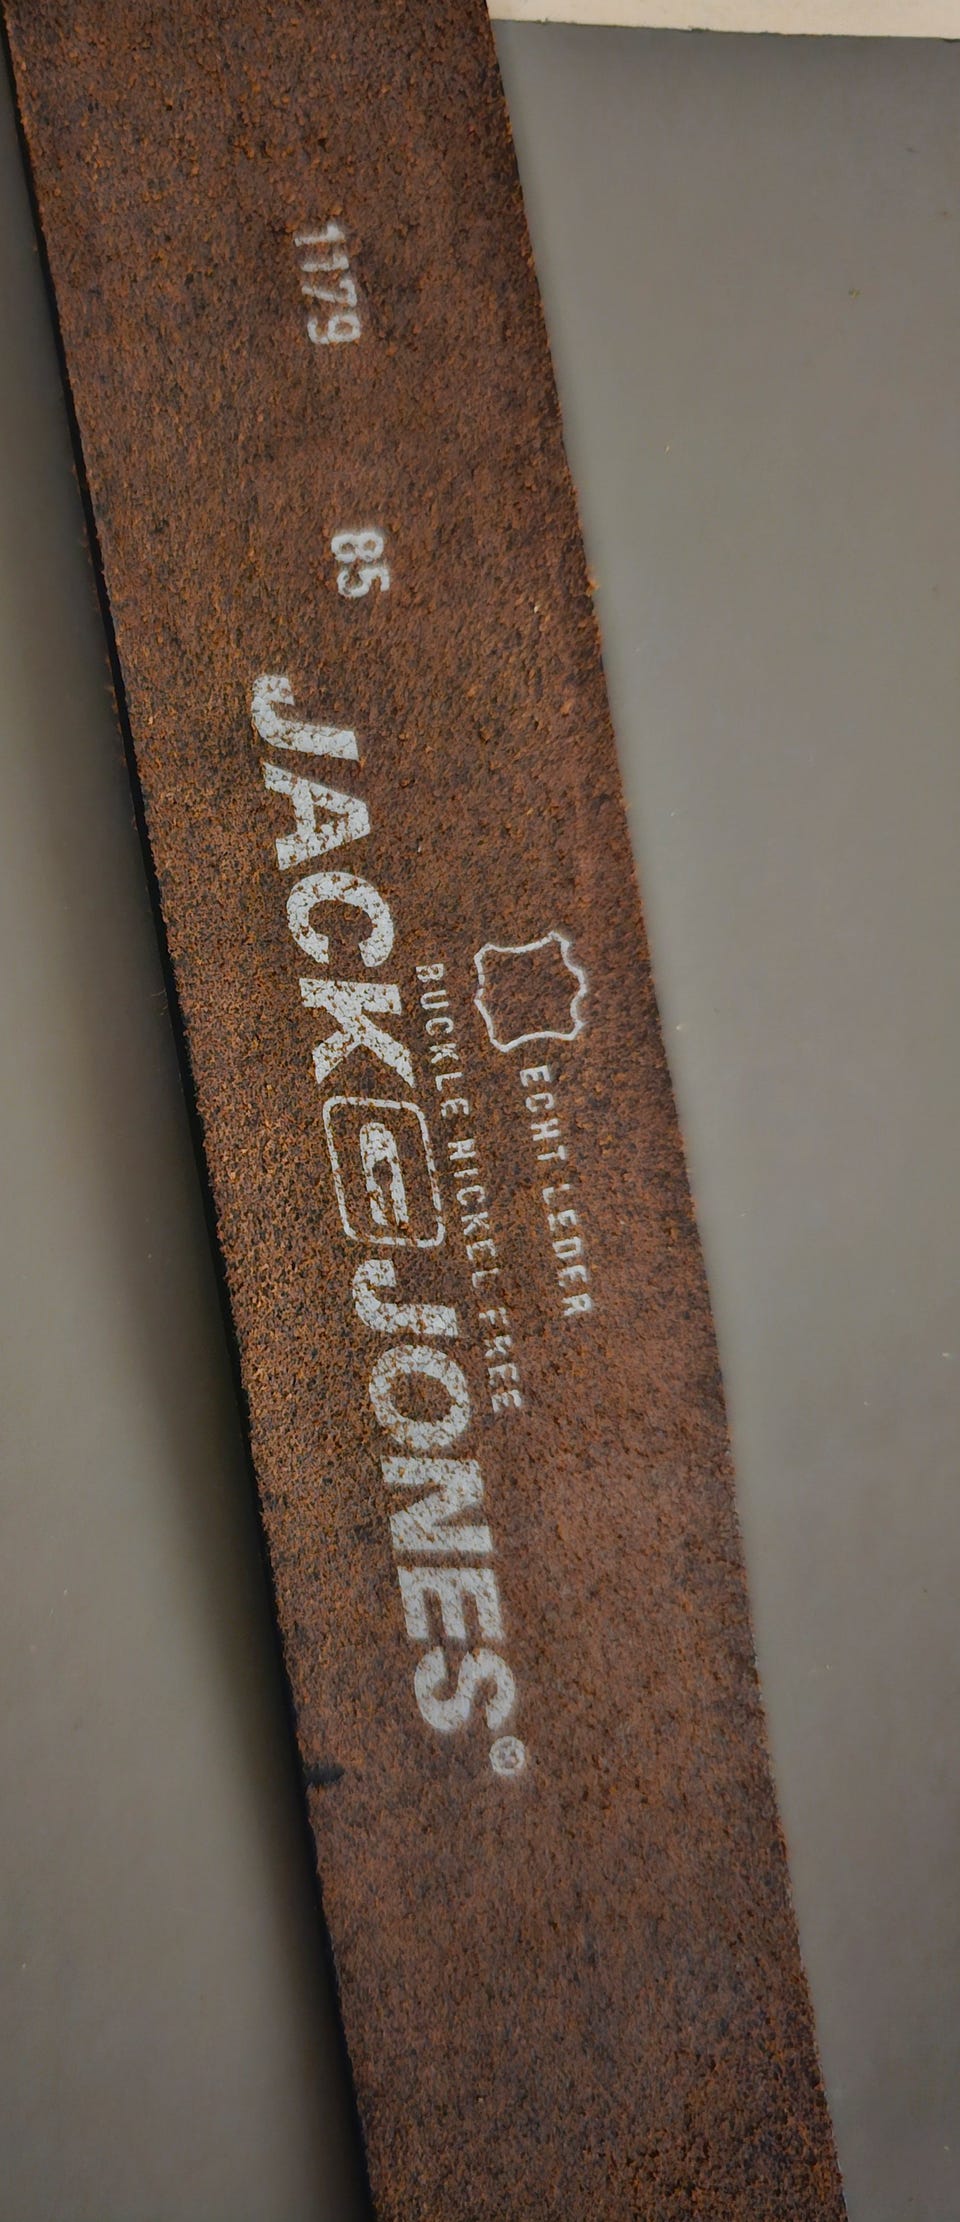 1179
85
JACK & JONES®
BUCKLE NICKEL FREE
ECHT LEDER